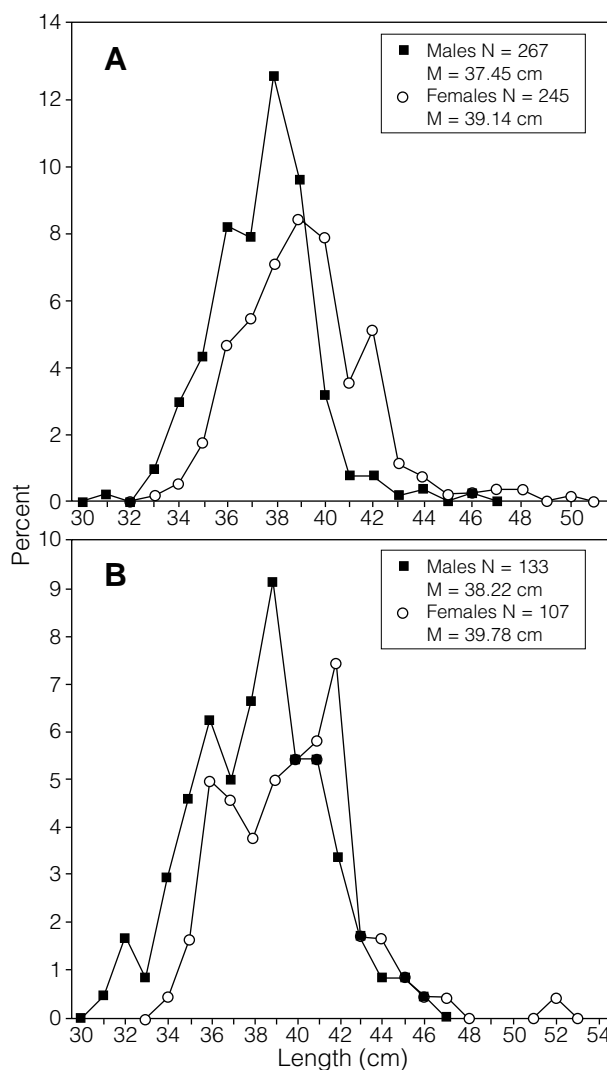 14
A
Males N = 267
M = 37.45 cm
Females N = 245
M = 39.14 cm
12
10
8
6
4
2
0
30 32 34 36 38 40 42 44 46 48 50
Percent
10
B
Males N = 133
M = 38.22 cm
Females N = 107
M = 39.78 cm
9
8
7
6
5
4
3
2
1
0
30 32 34 36 38 40 42 44 46 48 50 52 54
Length (cm)